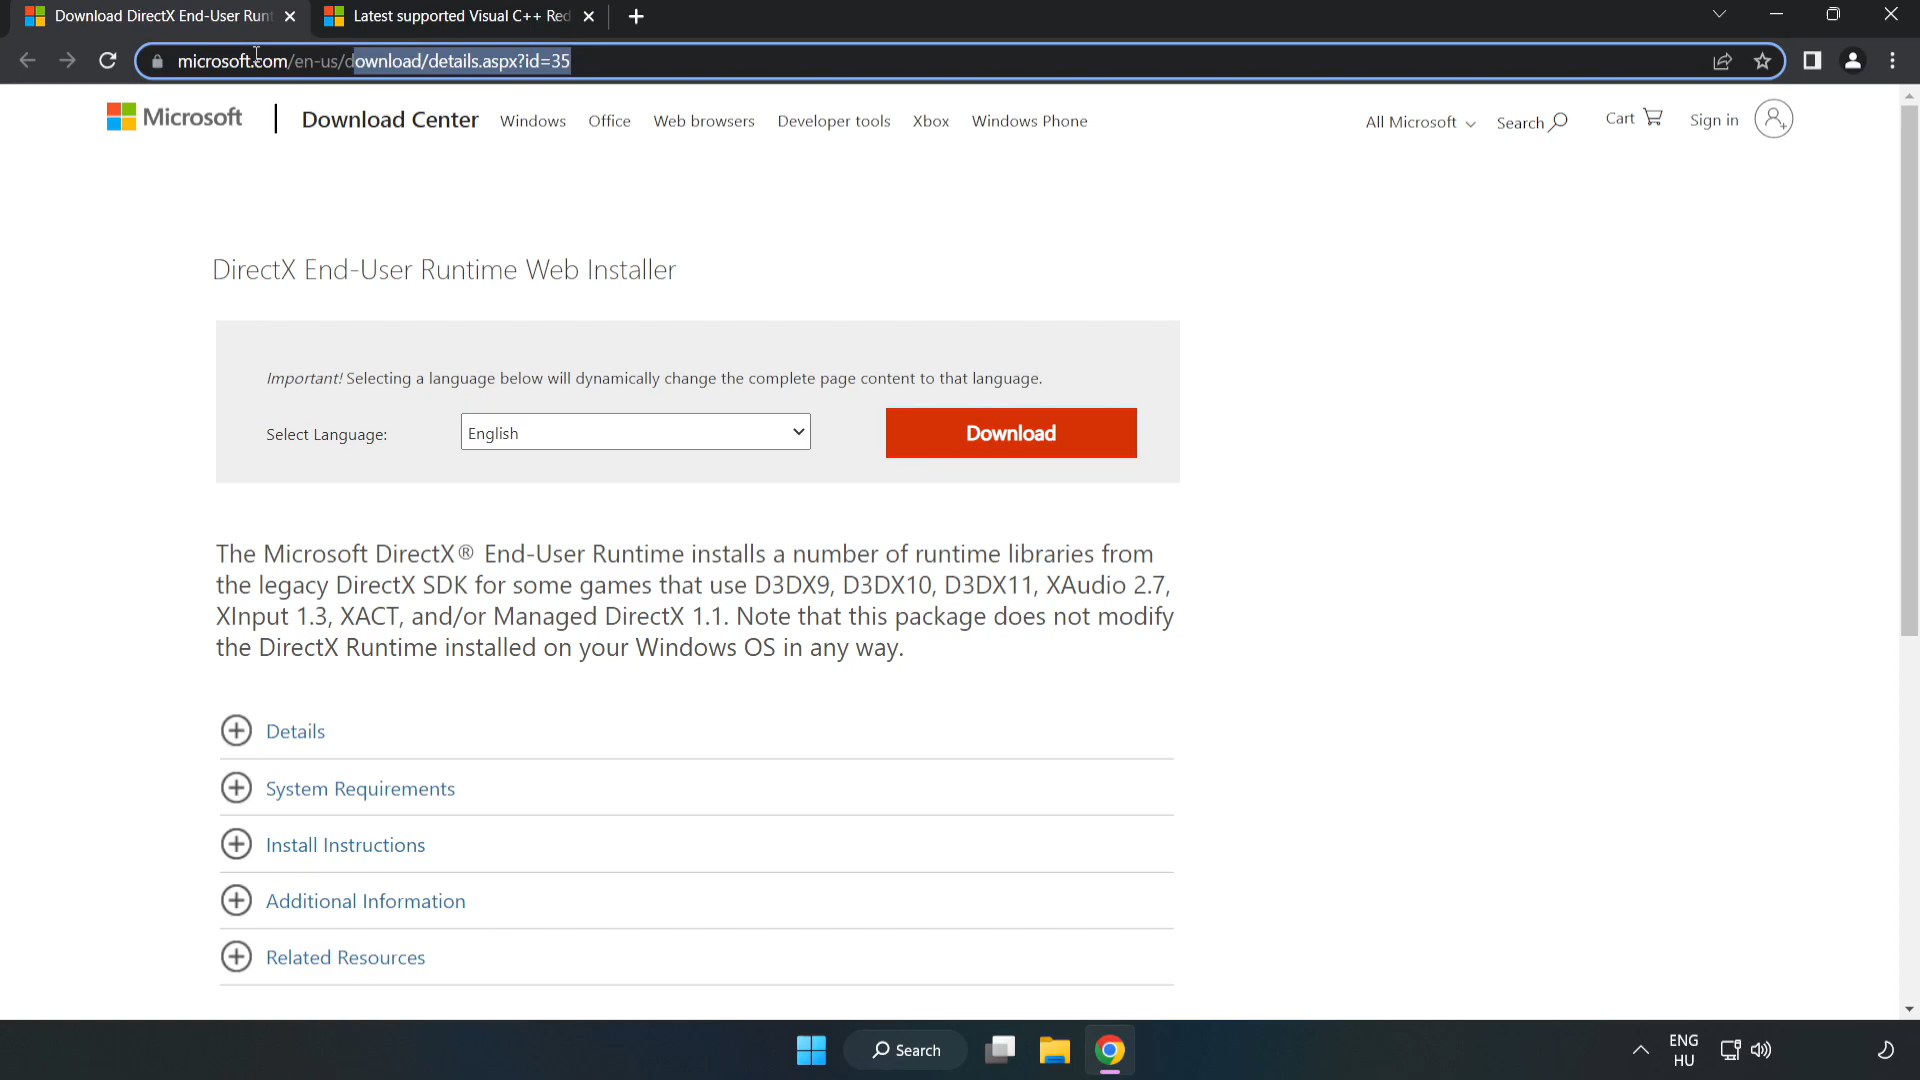 Download DirectX End-User Runt
Latest supported Visual C++ Red
microsoft.com/en-us/download/details.aspx?id=35
Microsoft
Download Center
Windows
Office
Web browsers
Developer tools
Xbox
Windows Phone
All Microsoft
Search
Cart
Sign in
DirectX End-User Runtime Web Installer
Important! Selecting a language below will dynamically change the complete page content to that language.
Select Language:
English
Download
The Microsoft DirectX® End-User Runtime installs a number of runtime libraries from
the legacy DirectX SDK for some games that use D3DX9, D3DX10, D3DX11, XAudio 2.7,
XInput 1.3, XACT, and/or Managed DirectX 1.1. Note that this package does not modify
the DirectX Runtime installed on your Windows OS in any way.
Details
System Requirements
Install Instructions
Additional Information
Related Resources
Search
ENG
HU